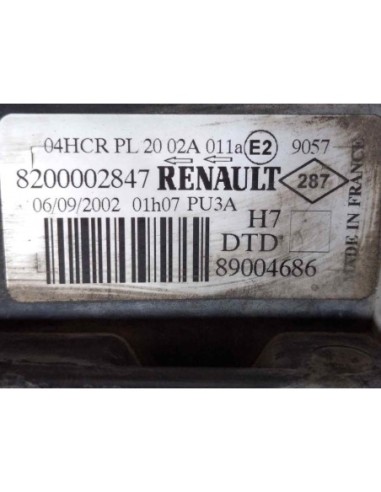 04HCR PL 20 02A 011a E2 9057
8200002847 RENAULT 287
06/09/2002 01h07 PU3A
H7
DTD
89004686
MADE IN FRANCE